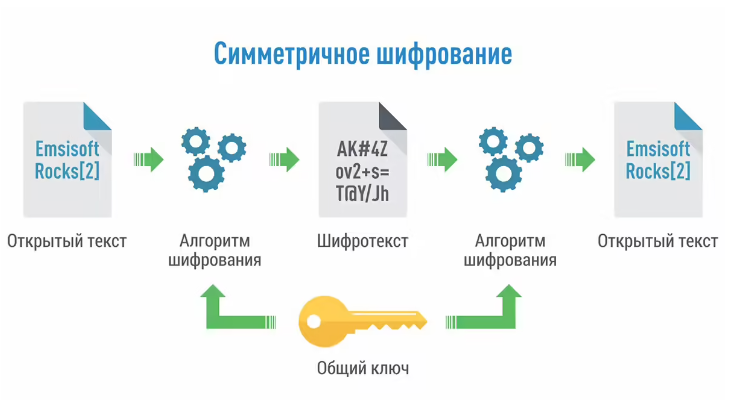 Симметричное шифрование
Emsisoft
Rocks[2]
AK#4Z
ov2+s=
T@Y/Jh
Emsisoft
Rocks[2]
Открытый текст
Алгоритм
шифрования
Шифротекст
Алгоритм
шифрования
Открытый текст
Общий ключ